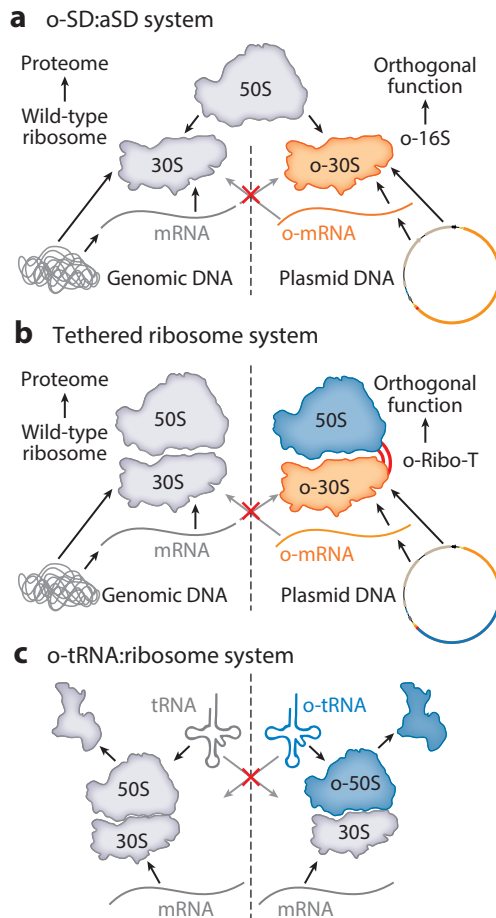 a o-SD:aSD system
Proteome
Wild-type
ribosome
50S
Orthogonal
function
o-16S
30S
o-30S
mRNA
o-mRNA
Genomic DNA
Plasmid DNA
b Tethered ribosome system
Proteome
Wild-type
ribosome
50S
50S
Orthogonal
function
o-Ribo-T
30S
o-30S
mRNA
o-mRNA
Genomic DNA
Plasmid DNA
c o-tRNA:ribosome system
tRNA
o-tRNA
50S
o-50S
30S
30S
mRNA
mRNA